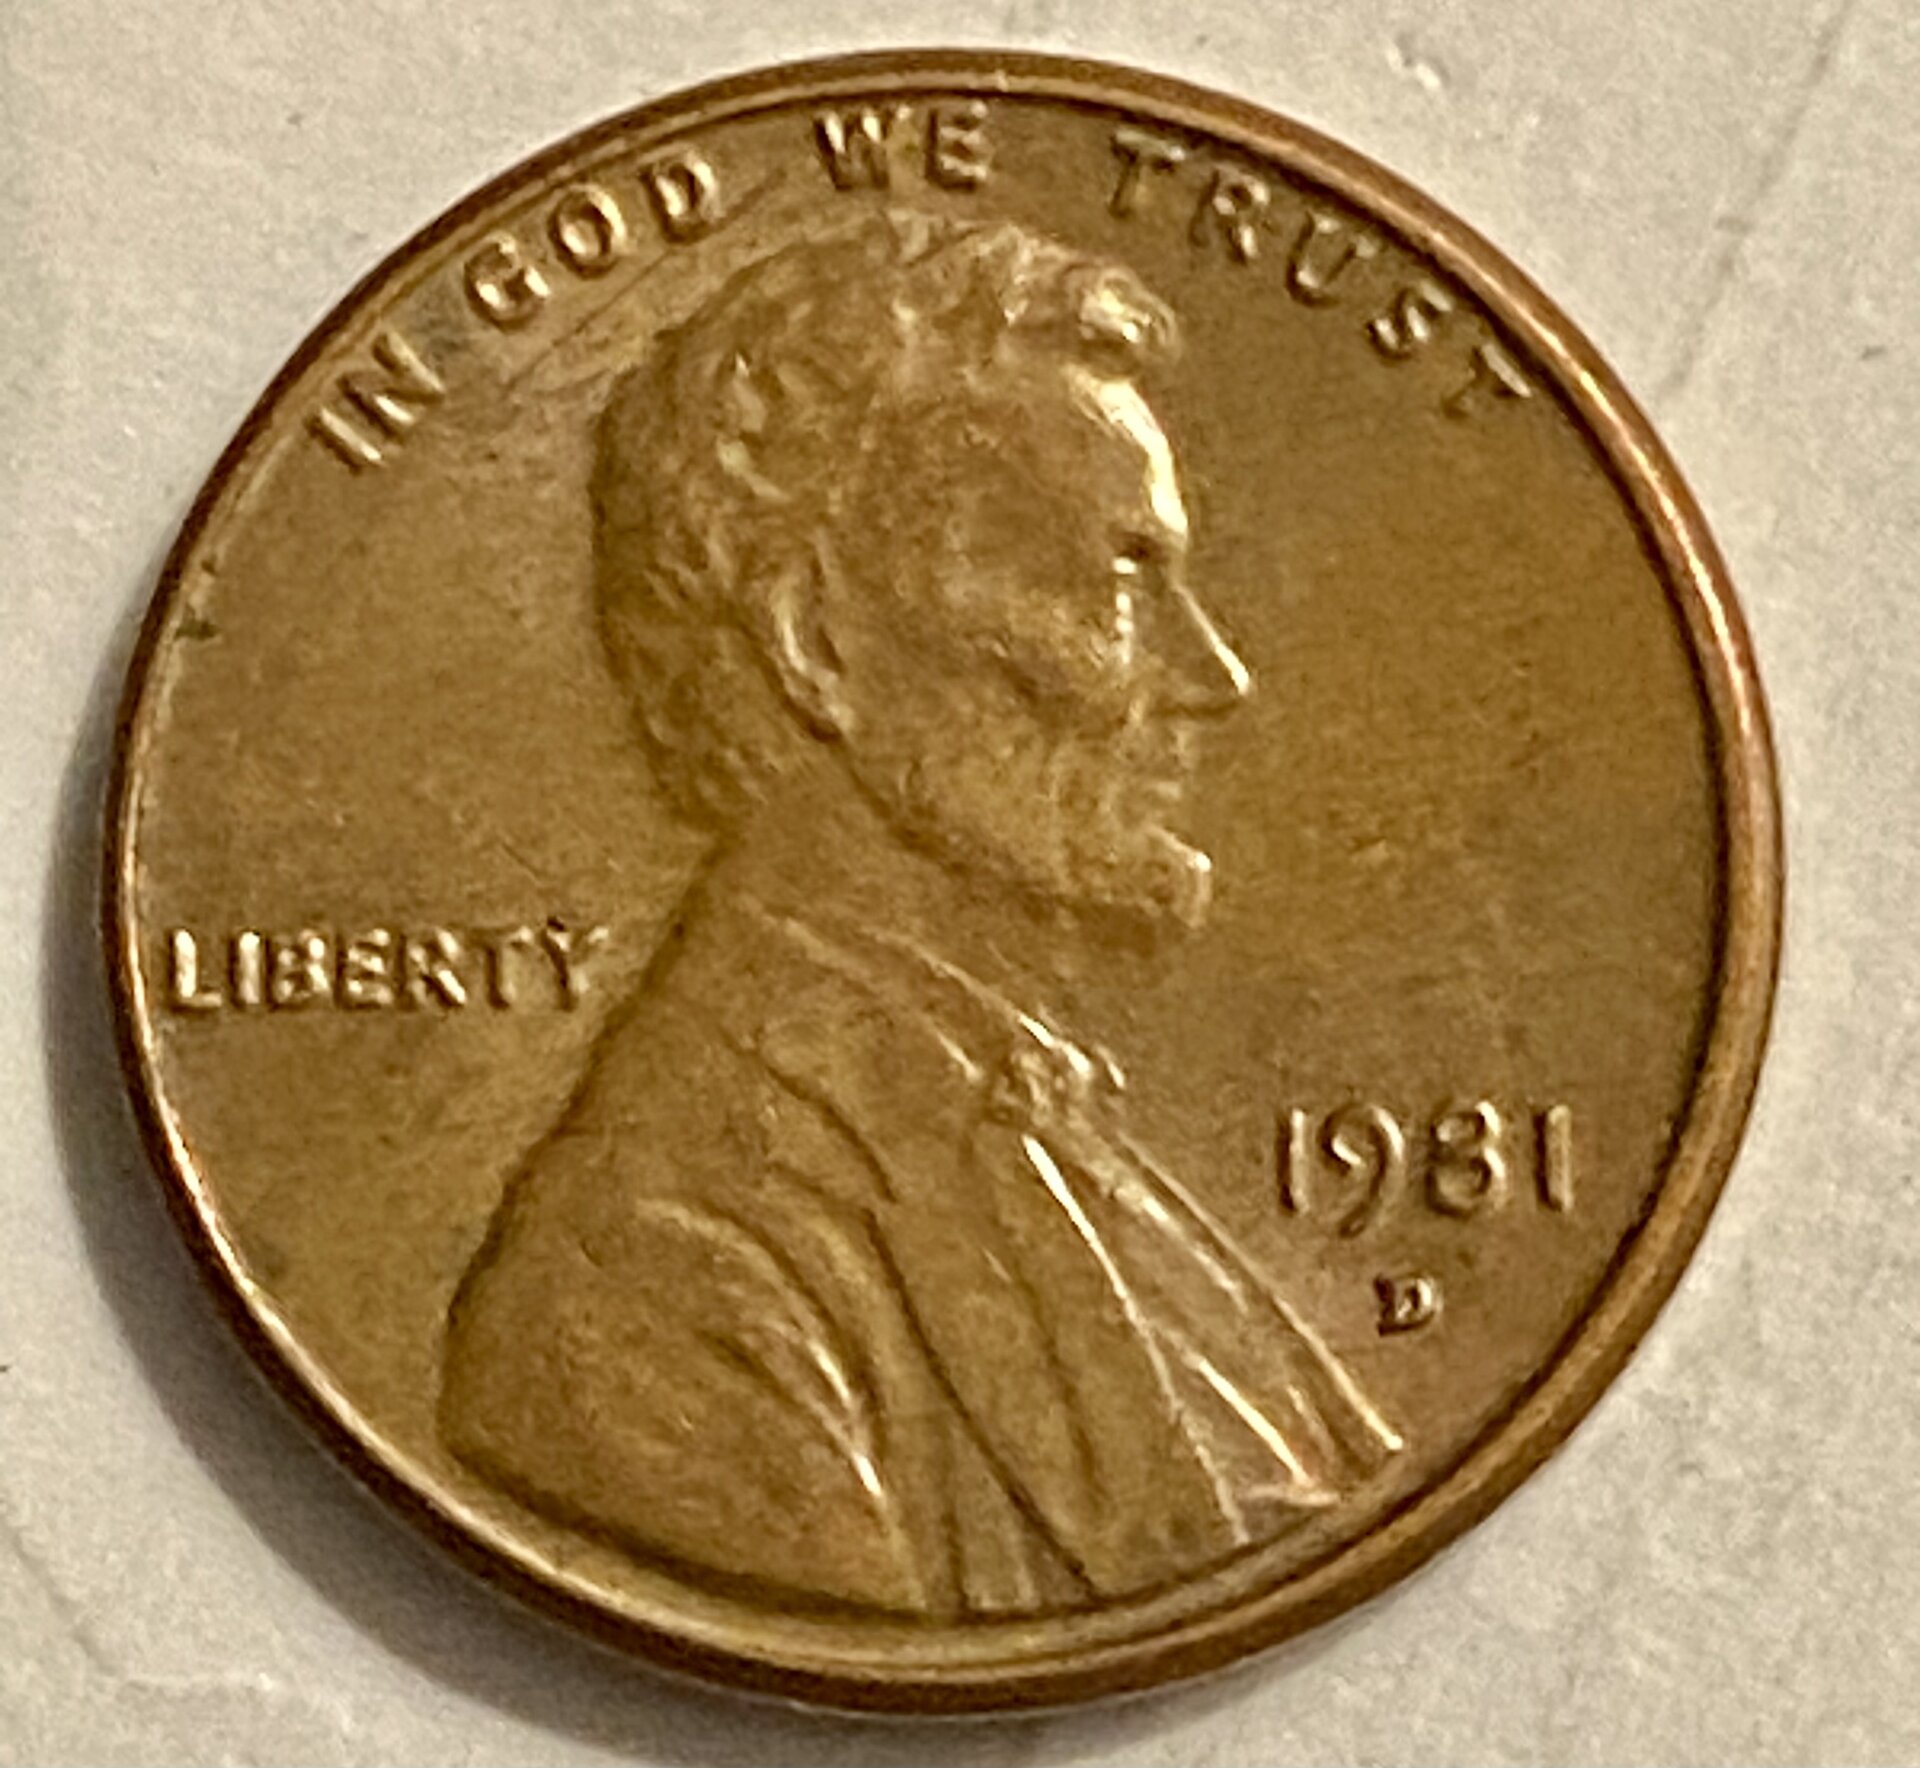 IN GOD WE TRUST
LIBERTY
1981
D